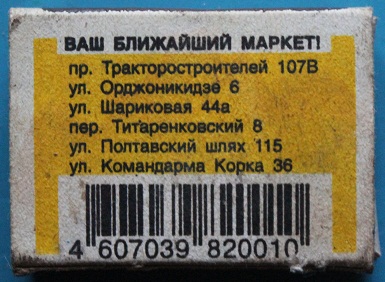 ВАШ БЛИЖАЙШИЙ МАРКЕТ!
пр. Тракторостроителей 107В
ул. Орджоникидзе 6
ул. Шариковая 44а
пер. Титаренковский 8
ул. Полтавский шлях 115
ул. Командарма Корка 36
4 607039 820010